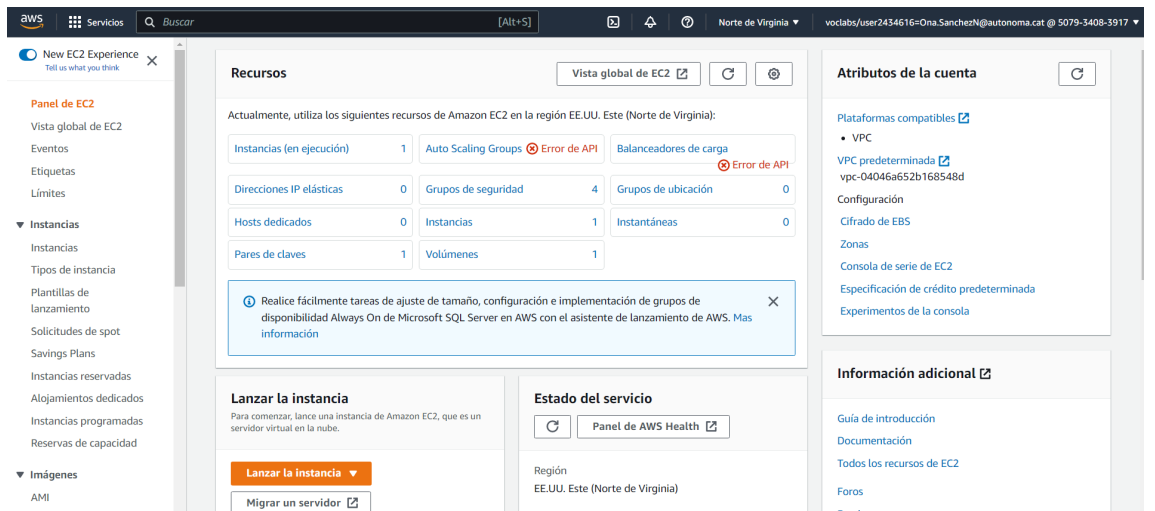 aws Servicios Buscar [Alt+S] Norte de Virginia voclabs/user2434616=Ona.SanchezN@autonoma.cat @ 5079-3408-3917
New EC2 Experience
Tell us what you think
Panel de EC2
Vista global de EC2
Eventos
Etiquetas
Límites
Instancias
Instancias
Tipos de instancia
Plantillas de
lanzamiento
Solicitudes de spot
Savings Plans
Instancias reservadas
Alojamientos dedicados
Instancias programadas
Reservas de capacidad
Imágenes
AMI
Recursos
Vista global de EC2
Actualmente, utiliza los siguientes recursos de Amazon EC2 en la región EE.UU. Este (Norte de Virginia):
Instancias (en ejecución) 1 Auto Scaling Groups Error de API Balanceadores de carga
Error de API
Direcciones IP elásticas 0 Grupos de seguridad 4 Grupos de ubicación 0
Hosts dedicados 0 Instancias 1 Instantáneas 0
Pares de claves 1 Volúmenes 1
Realice fácilmente tareas de ajuste de tamaño, configuración e implementación de grupos de
disponibilidad Always On de Microsoft SQL Server en AWS con el asistente de lanzamiento de AWS. Mas
información
Lanzar la instancia
Para comenzar, lance una instancia de Amazon EC2, que es un
servidor virtual en la nube.
Lanzar la instancia
Migrar un servidor
Estado del servicio
Panel de AWS Health
Región
EE.UU. Este (Norte de Virginia)
Atributos de la cuenta
Plataformas compatibles
• VPC
VPC predeterminada
vpc-04046a652b168548d
Configuración
Cifrado de EBS
Zonas
Consola de serie de EC2
Especificación de crédito predeterminada
Experimentos de la consola
Información adicional
Guía de introducción
Documentación
Todos los recursos de EC2
Foros